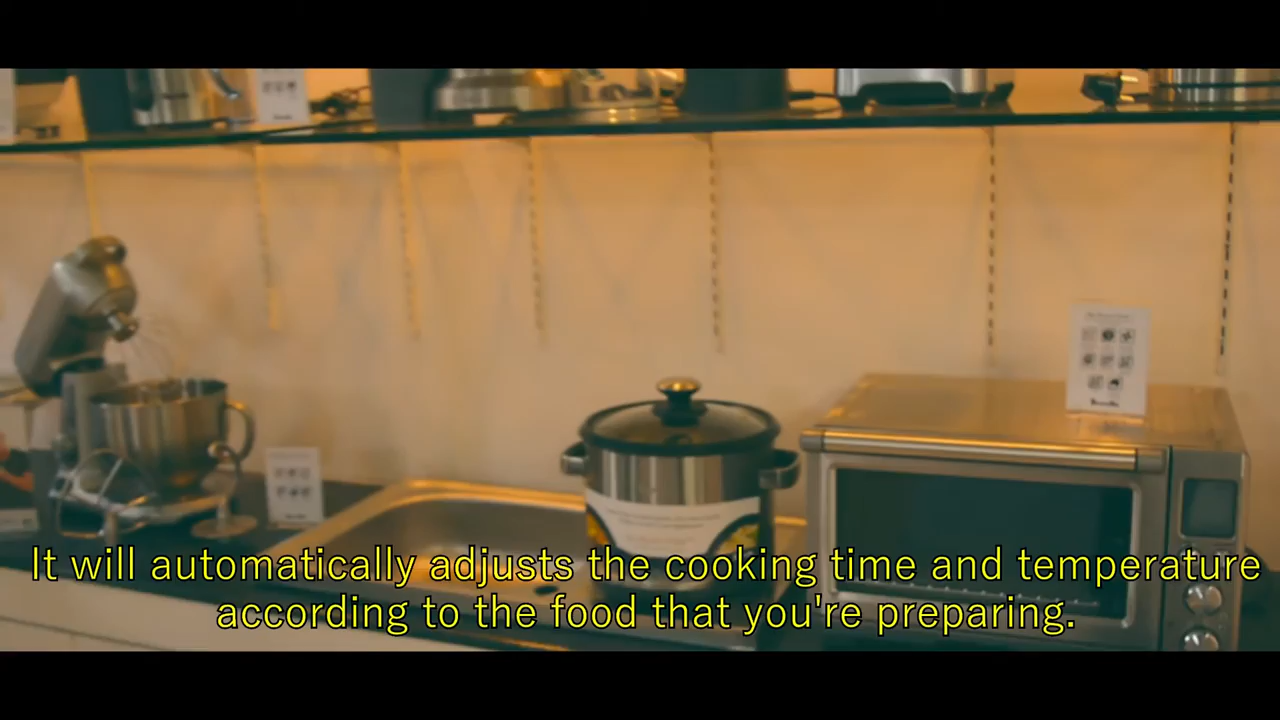 It will automatically adjusts the cooking time and temperature
according to the food that you're preparing.